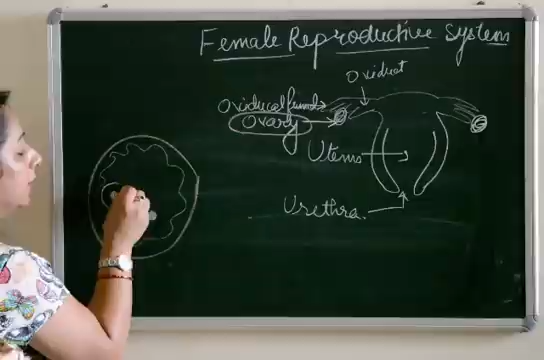 Female Reproductive System
Oviduct
Oviducal funnel
Ovary
Uterus
Urethra